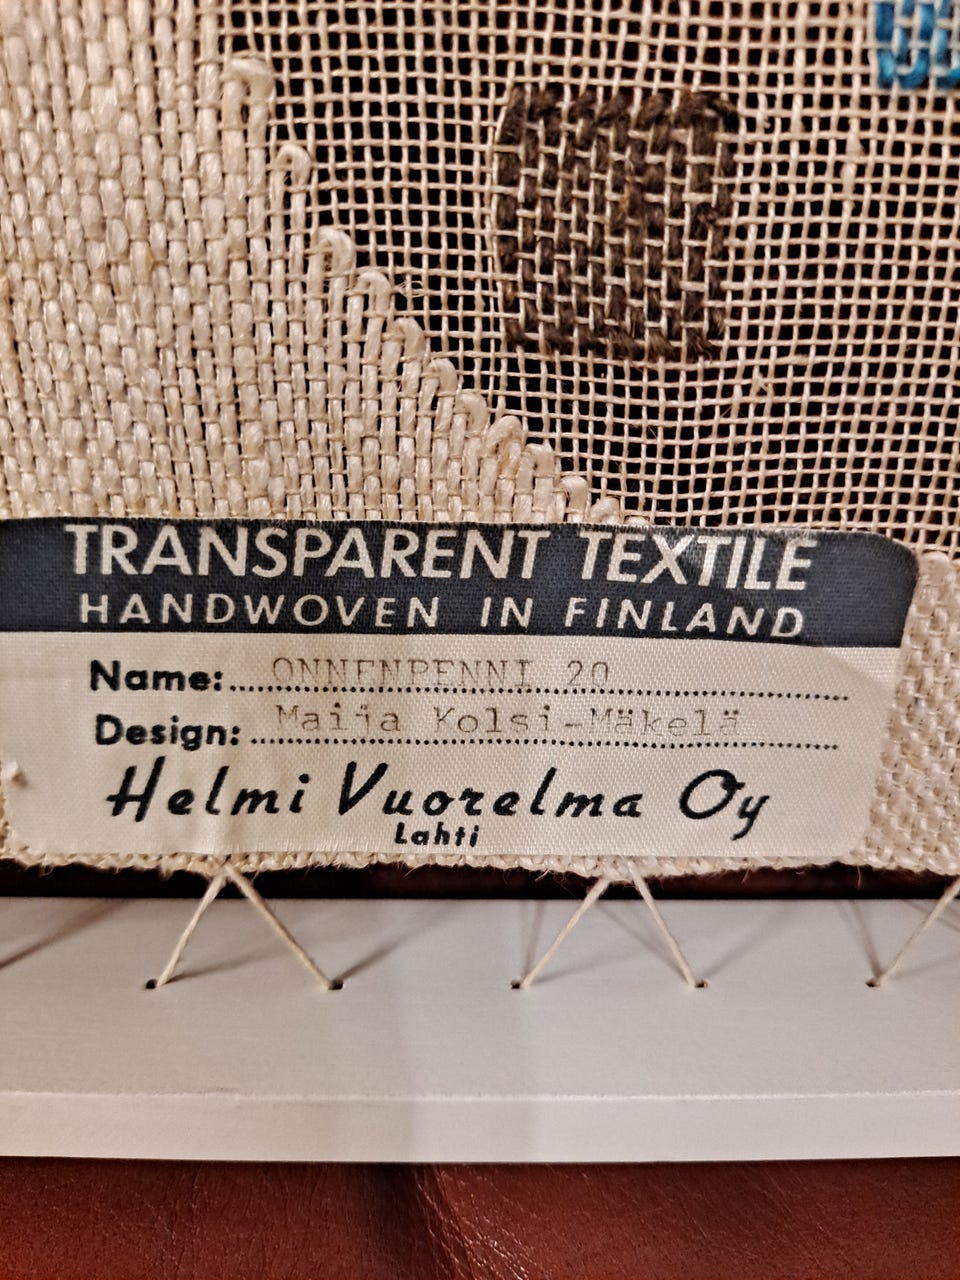 TRANSPARENT TEXTILE
HANDWOVEN IN FINLAND
Name: ONNENPENNI 20
Design: Maija Kolsi-Mäkelä
Helmi Vuorelma Oy
Lahti